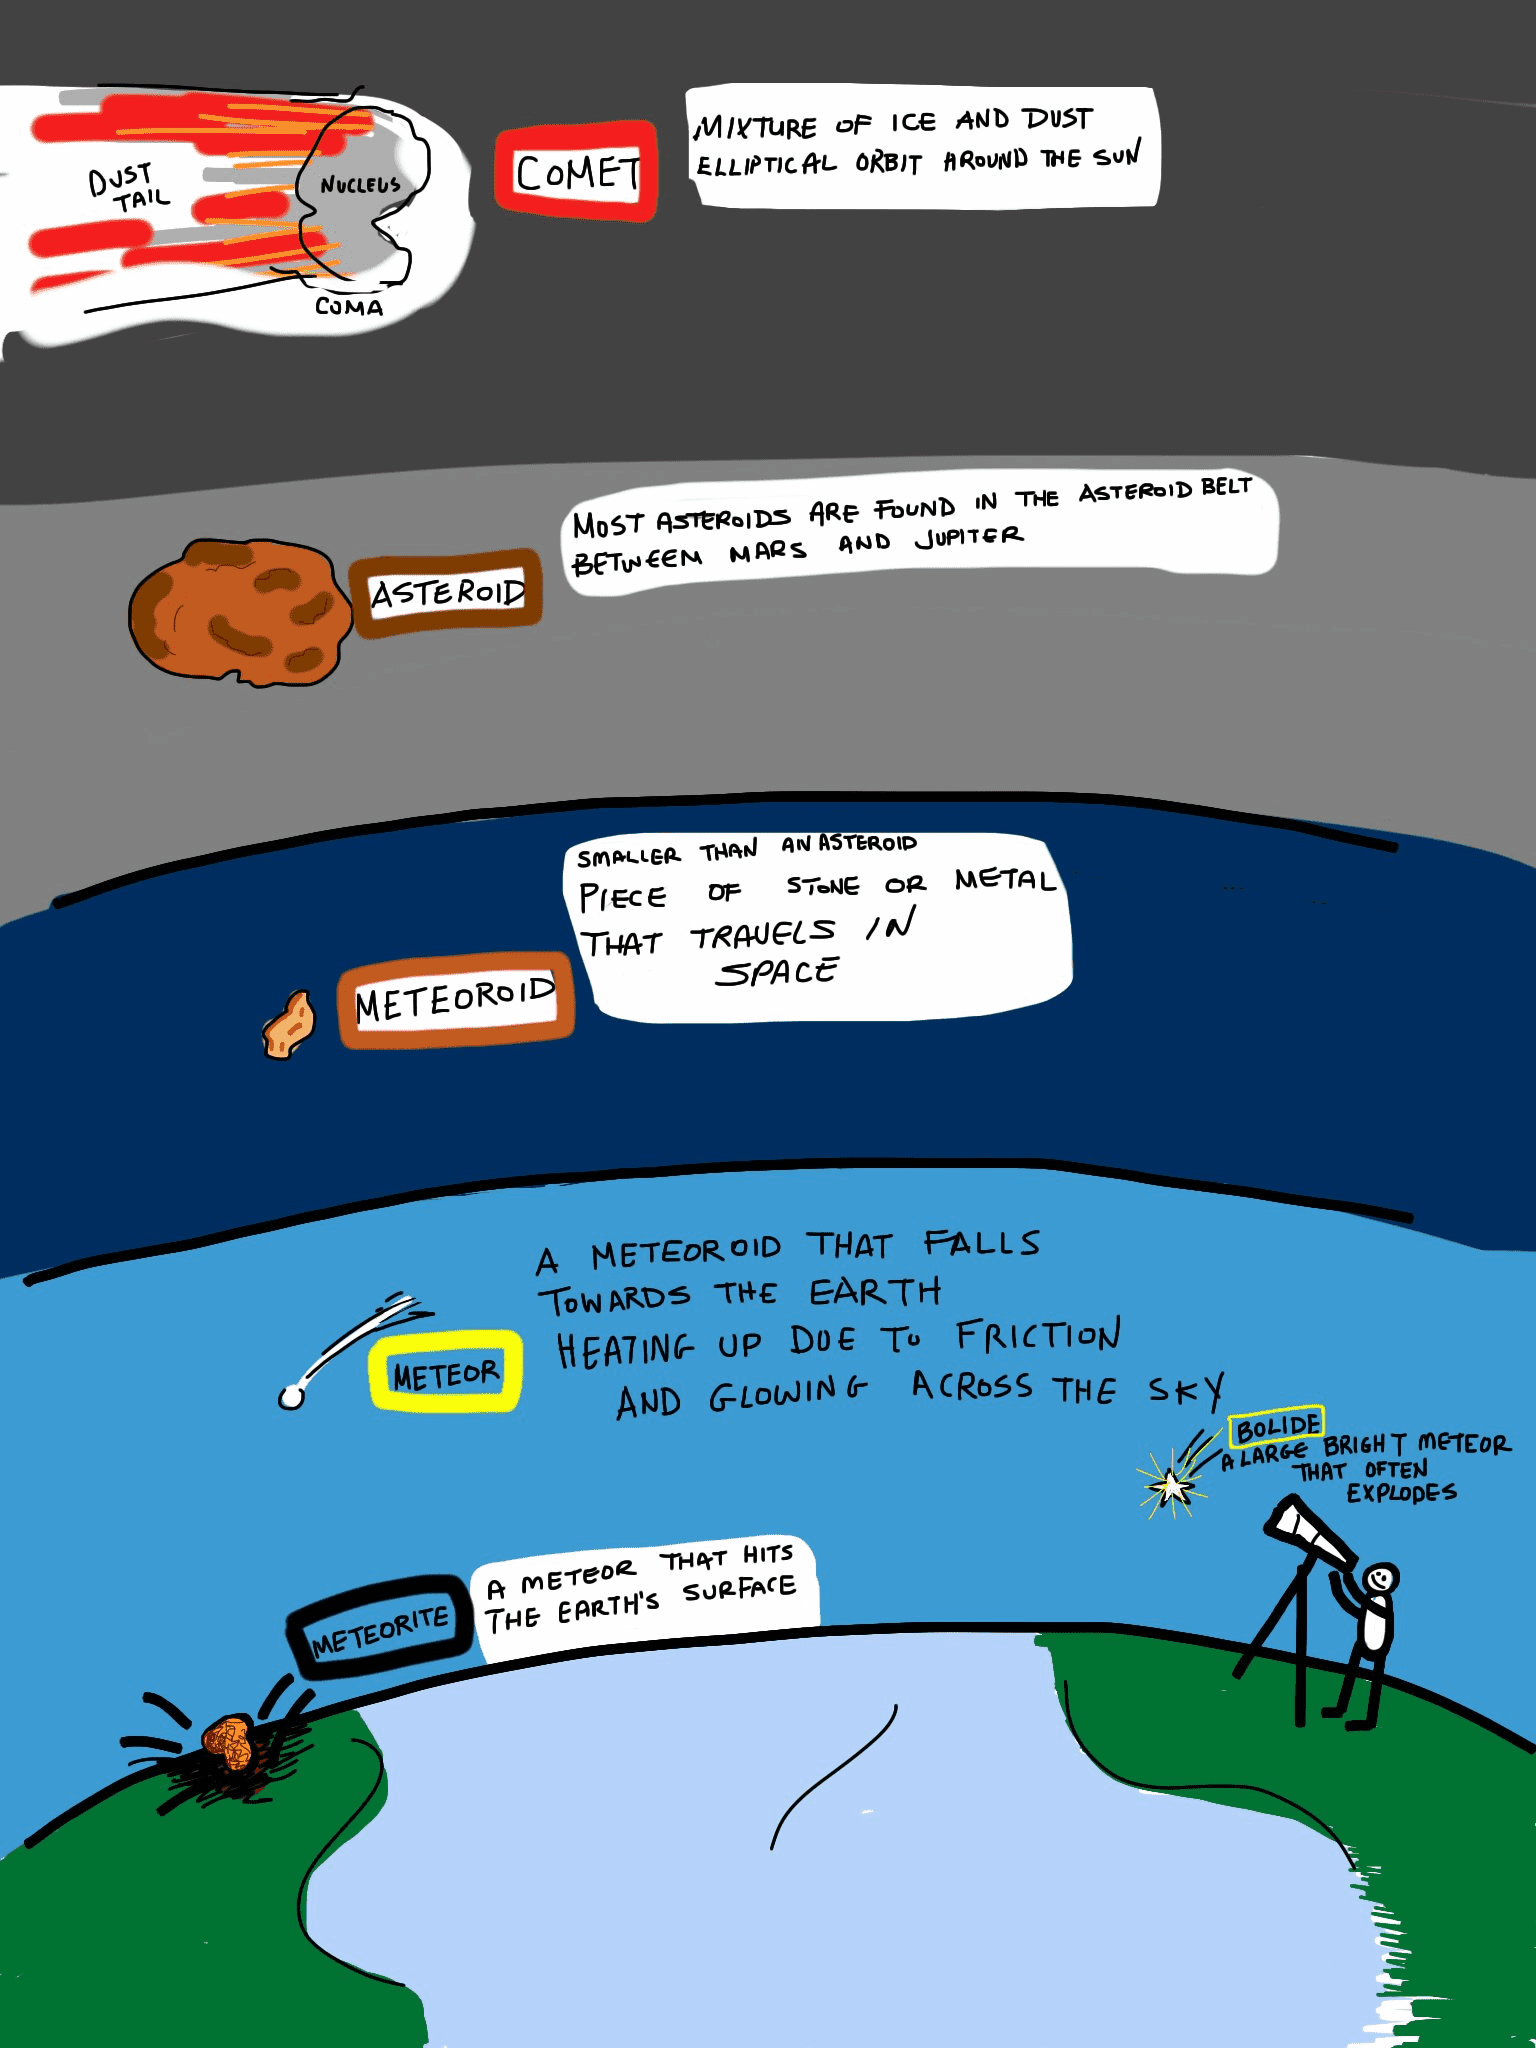 DUST
TAIL
NUCLEUS
COMA
COMET
MIXTURE OF ICE AND DUST
ELLIPTICAL ORBIT AROUND THE SUN
MOST ASTEROIDS ARE FOUND IN THE ASTEROID BELT
BETWEEM MARS AND JUPITER
ASTEROID
SMALLER THAN AN ASTEROID
PIECE OF STONE OR METAL
THAT TRAVELS IN
SPACE
METEOROID
A METEOROID THAT FALLS
TOWARDS THE EARTH
HEATING UP DUE TO FRICTION
AND GLOWING ACROSS THE SKY
METEOR
BOLIDE
A LARGE BRIGHT METEOR
THAT OFTEN
EXPLODES
METEORITE
A METEOR THAT HITS
THE EARTH'S SURFACE